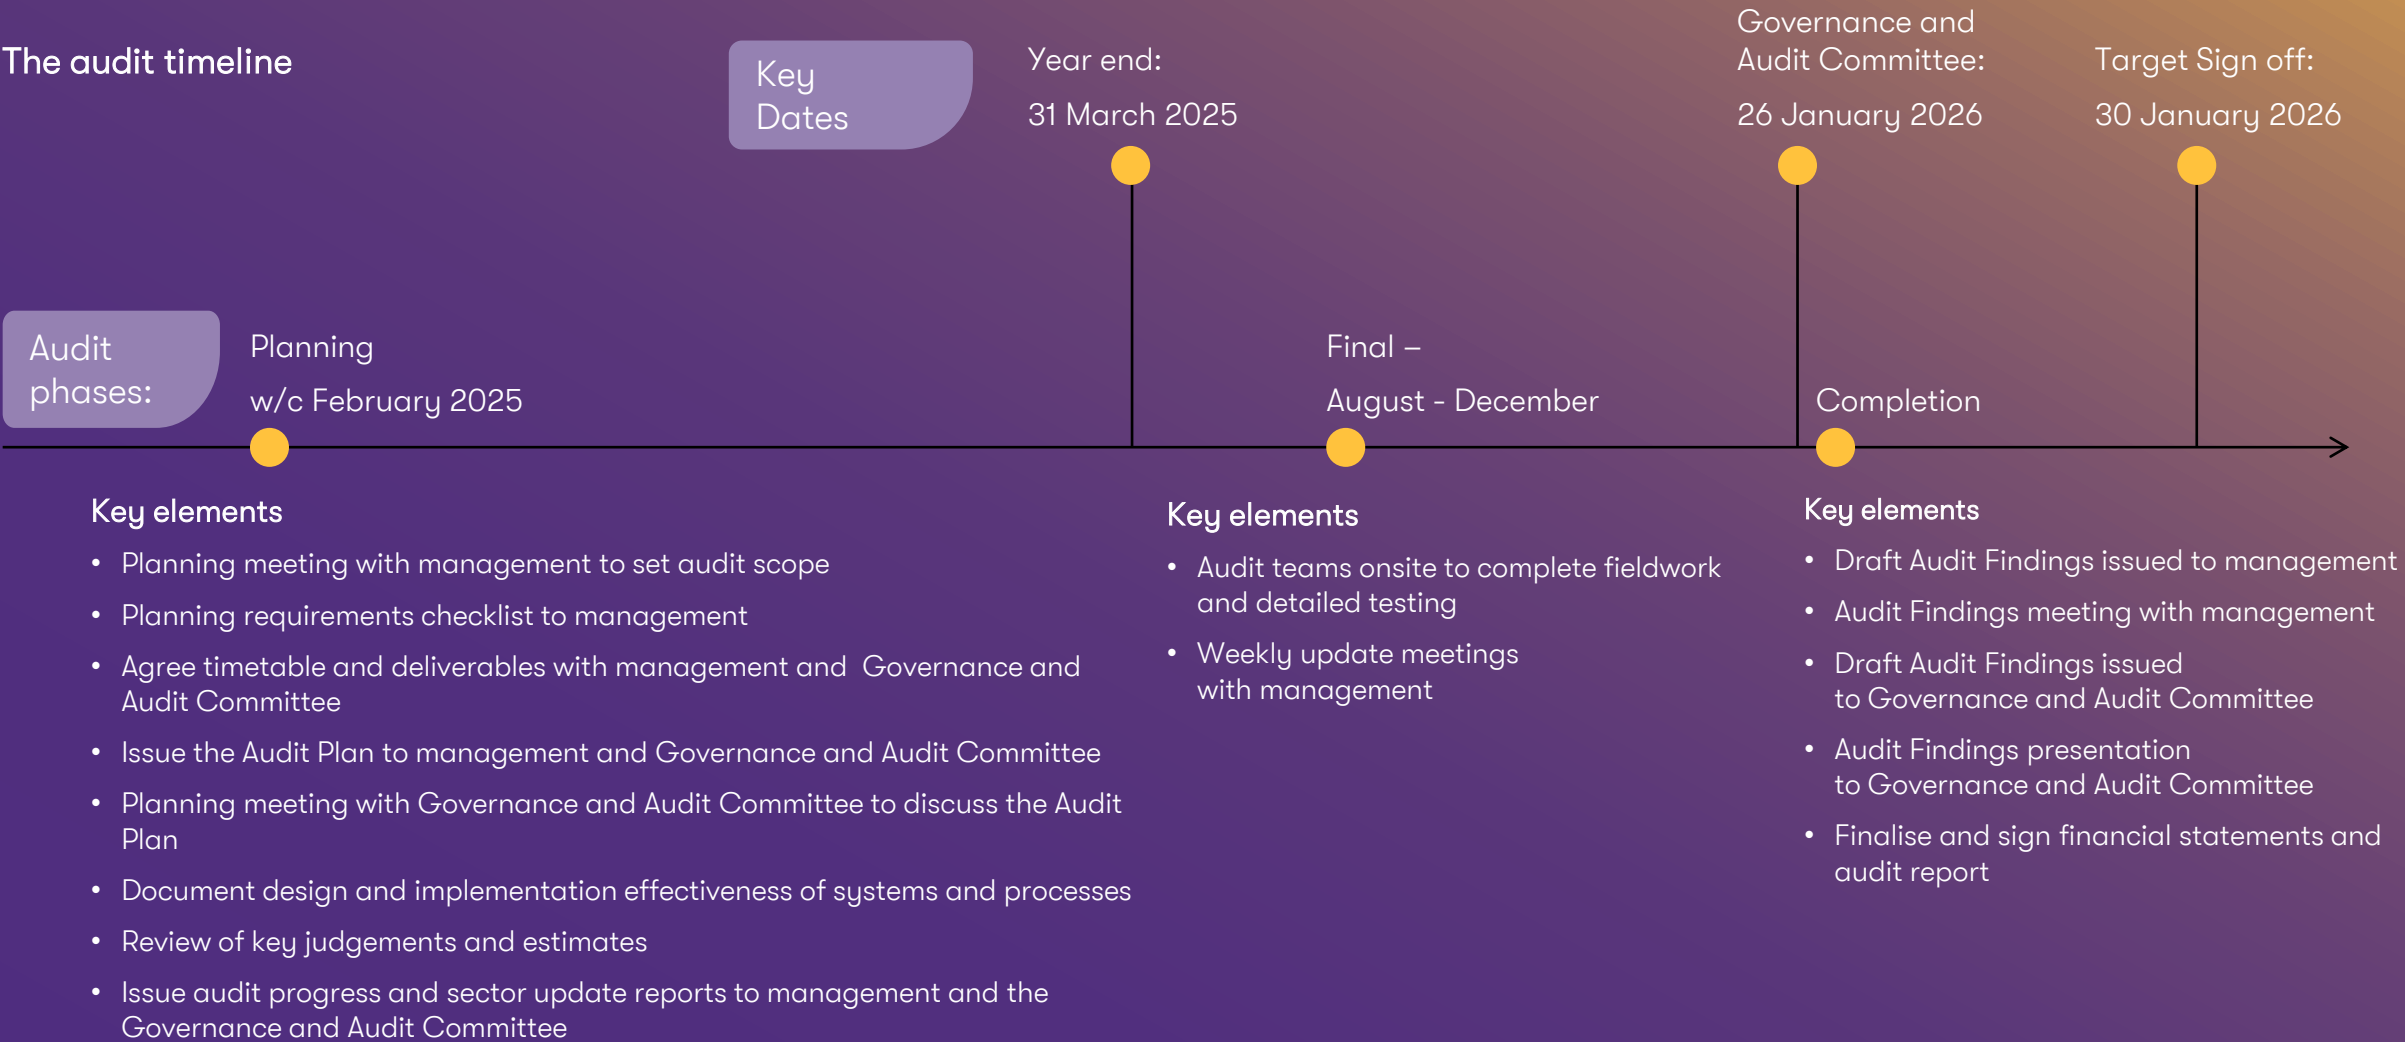 The audit timeline
Key
Dates
Year end:
31 March 2025
Governance and
Audit Committee:
26 January 2026
Target Sign off:
30 January 2026
Audit
phases:
Planning
w/c February 2025
Final –
August - December
Completion
Key elements
• Planning meeting with management to set audit scope
• Planning requirements checklist to management
• Agree timetable and deliverables with management and  Governance and
Audit Committee
• Issue the Audit Plan to management and Governance and Audit Committee
• Planning meeting with Governance and Audit Committee to discuss the Audit
Plan
• Document design and implementation effectiveness of systems and processes
• Review of key judgements and estimates
• Issue audit progress and sector update reports to management and the
Governance and Audit Committee
Key elements
• Audit teams onsite to complete fieldwork
and detailed testing
• Weekly update meetings
with management
Key elements
• Draft Audit Findings issued to management
• Audit Findings meeting with management
• Draft Audit Findings issued
to Governance and Audit Committee
• Audit Findings presentation
to Governance and Audit Committee
• Finalise and sign financial statements and
audit report